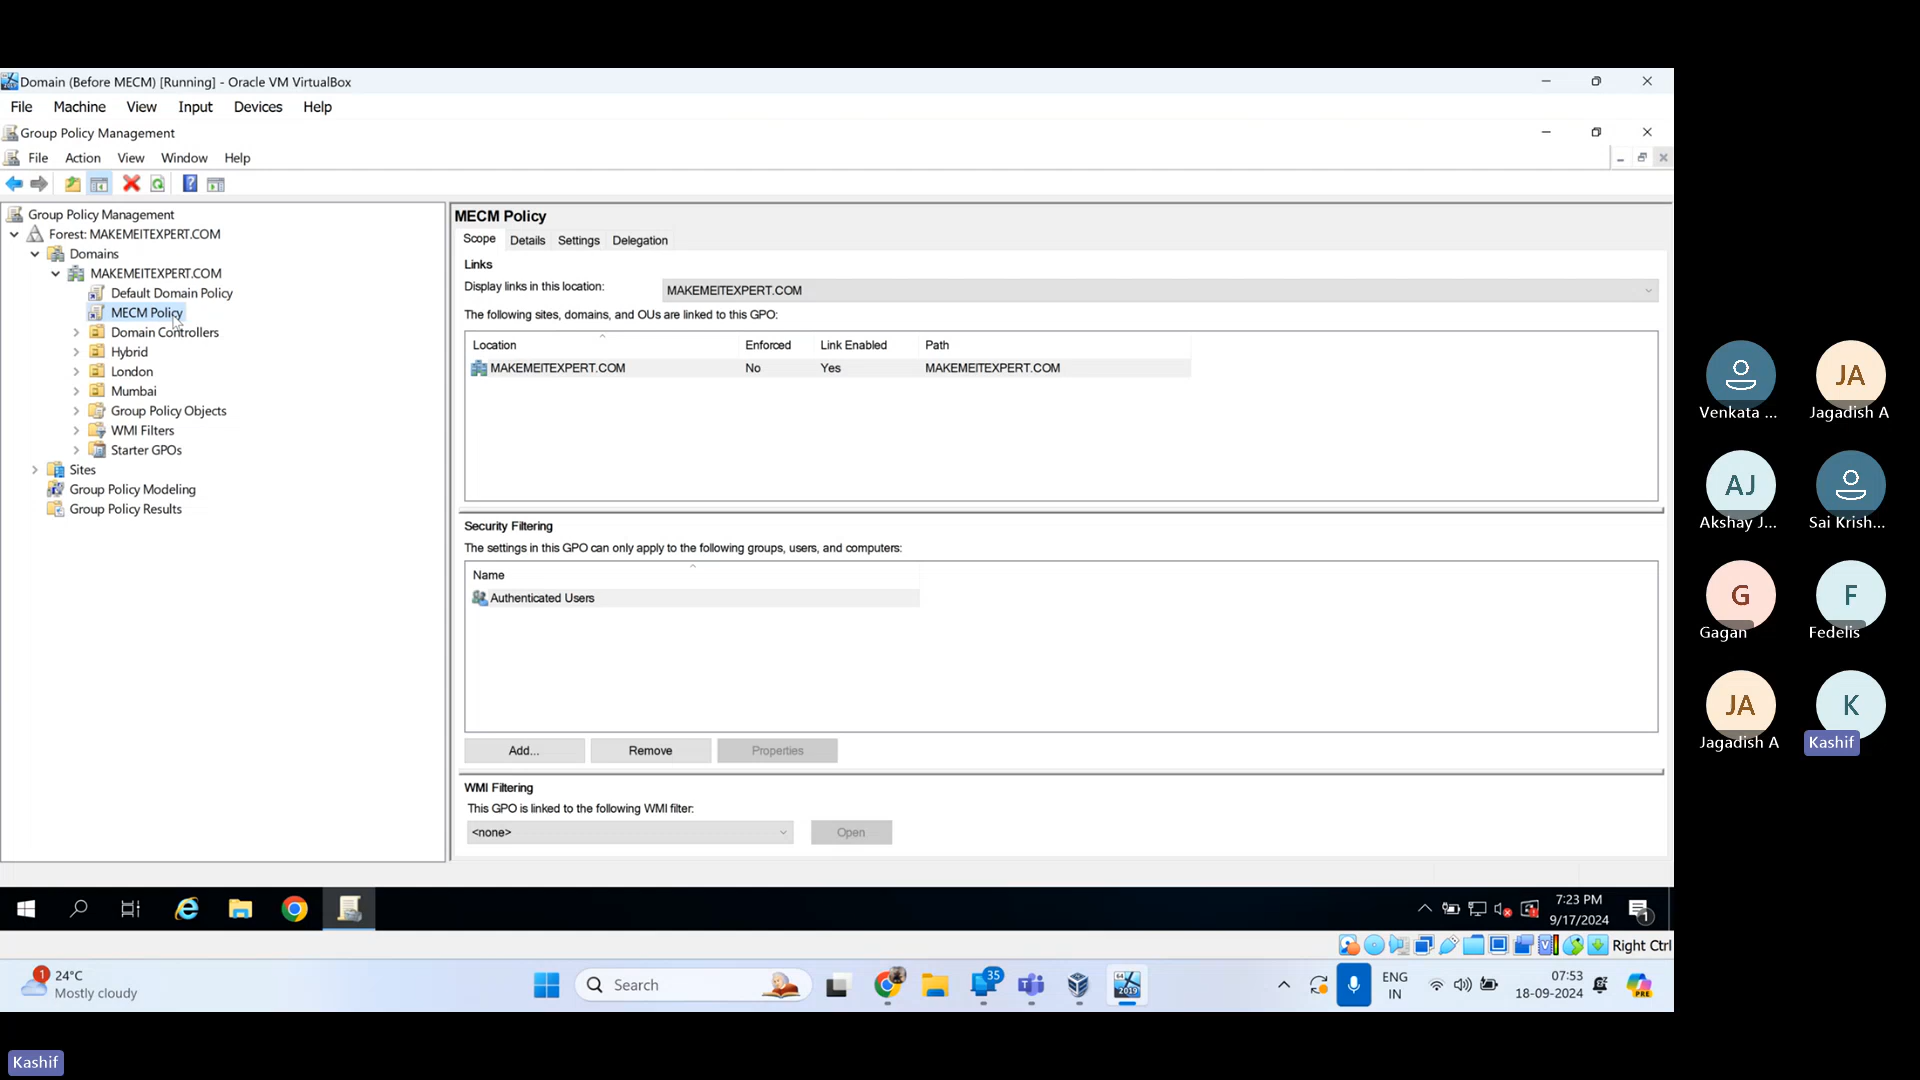 Domain (Before MECM) [Running] - Oracle VM VirtualBox
File Machine View Input Devices Help
Group Policy Management
File Action View Window Help
Group Policy Management
Forest: MAKEMEITEXPERT.COM
Domains
MAKEMEITEXPERT.COM
Default Domain Policy
MECM Policy
Domain Controllers
Hybrid
London
Mumbai
Group Policy Objects
WMI Filters
Starter GPOs
Sites
Group Policy Modeling
Group Policy Results
MECM Policy
Scope Details Settings Delegation
Links
Display links in this location: MAKEMEITEXPERT.COM
The following sites, domains, and OUs are linked to this GPO:
Location Enforced Link Enabled Path
MAKEMEITEXPERT.COM No Yes MAKEMEITEXPERT.COM
Security Filtering
The settings in this GPO can only apply to the following groups, users, and computers:
Name
Authenticated Users
Add... Remove Properties
WMI Filtering
This GPO is linked to the following WMI filter:
<none> Open
7:23 PM
9/17/2024
1
Right Ctrl
1
24°C
Mostly cloudy
Search
35
2019
ENG
IN
07:53
18-09-2024
PRE
Venkata ...
JA
Jagadish A
AJ
Akshay J...
Sai Krish...
G
Gagan
F
Fedelis
JA
Jagadish A
K
Kashif
Kashif